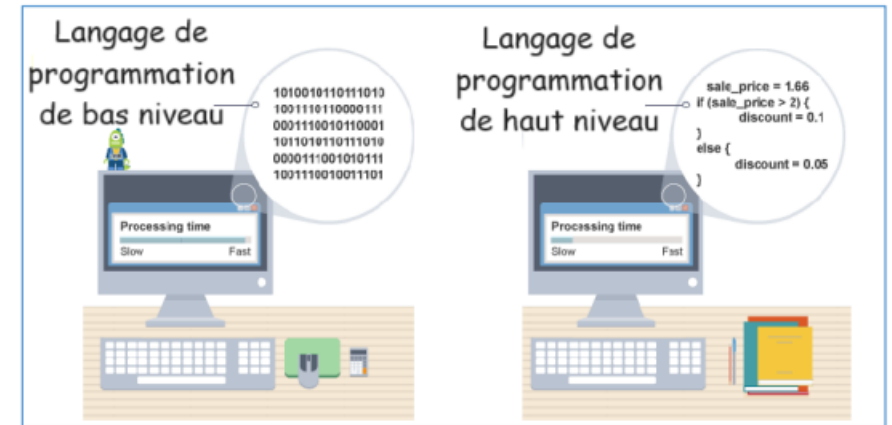 Langage de
programmation
de bas niveau
1010010110111010
1001110110000111
0001110010110001
1011010110111010
0000111001010111
1001110010011101
Processing time
Slow Fast
Langage de
programmation
de haut niveau
sale_price = 1.66
if (sale_price > 2) {
discount = 0.1
}
else {
discount = 0.05
}
Processing time
Slow Fast